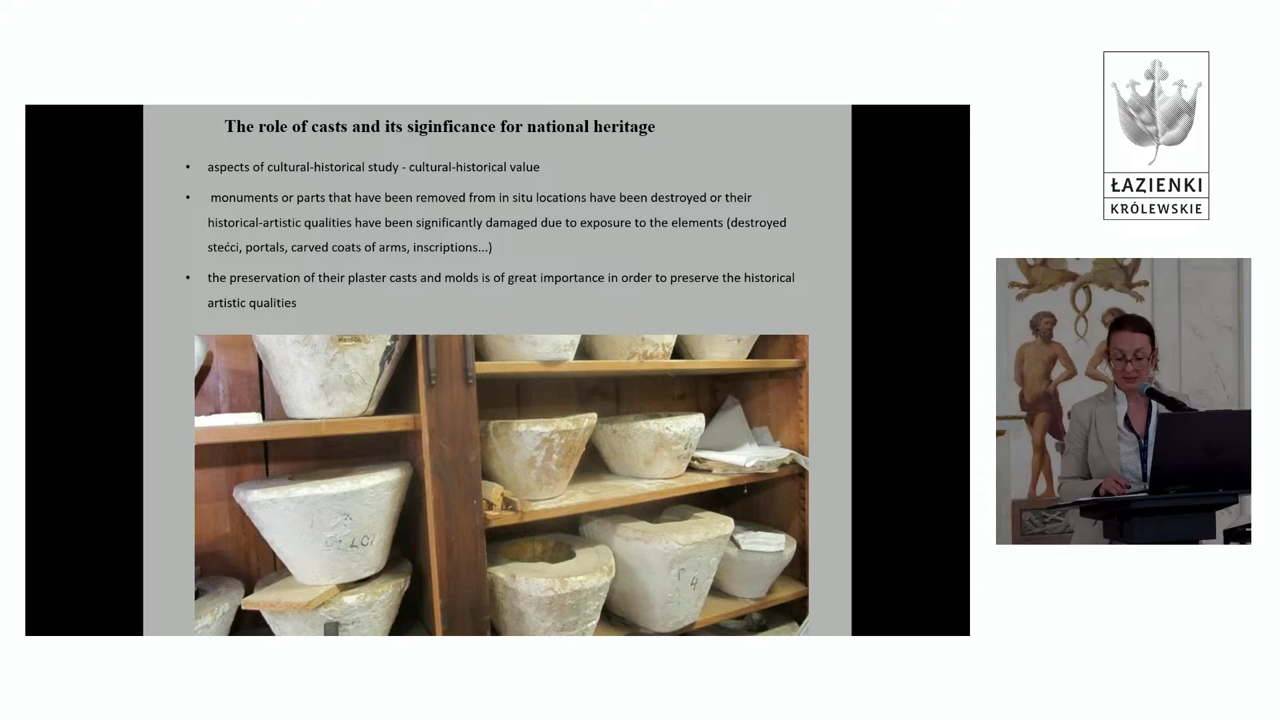 The role of casts and its siginficance for national heritage
• aspects of cultural-historical study - cultural-historical value
• monuments or parts that have been removed from in situ locations have been destroyed or their
historical-artistic qualities have been significantly damaged due to exposure to the elements (destroyed
stećci, portals, carved coats of arms, inscriptions...)
• the preservation of their plaster casts and molds is of great importance in order to preserve the historical
artistic qualities
ŁAZIENKI
KRÓLEWSKIE